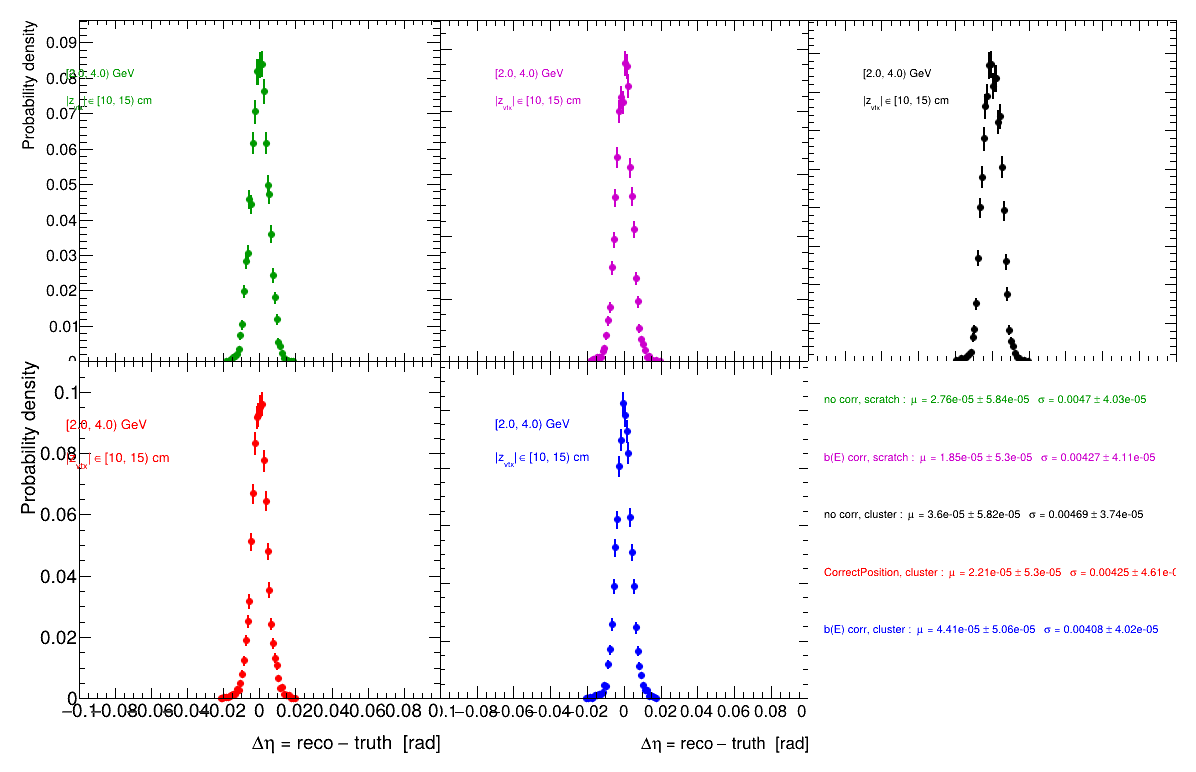 Probability density
0.09
0.08
0.07
0.06
0.05
0.04
0.03
0.02
0.01
0
[2.0, 4.0) GeV
|z_vtx| ∈ [10, 15) cm
[2.0, 4.0) GeV
|z_vtx| ∈ [10, 15) cm
[2.0, 4.0) GeV
|z_vtx| ∈ [10, 15) cm
Probability density
0.1
0.08
0.06
0.04
0.02
0
[2.0, 4.0) GeV
|z_vtx| ∈ [10, 15) cm
[2.0, 4.0) GeV
|z_vtx| ∈ [10, 15) cm
−0.1 −0.08 −0.06 −0.04 −0.02 0 0.02 0.04 0.06 0.08 0.1 −0.08 −0.06 −0.04 −0.02 0 0.02 0.04 0.06 0.08 0
Δη = reco − truth [rad]
Δη = reco − truth [rad]
no corr, scratch : μ = 2.76e-05 ± 5.84e-05 σ = 0.0047 ± 4.03e-05
b(E) corr, scratch : μ = 1.85e-05 ± 5.3e-05 σ = 0.00427 ± 4.11e-05
no corr, cluster : μ = 3.6e-05 ± 5.82e-05 σ = 0.00469 ± 3.74e-05
CorrectPosition, cluster : μ = 2.21e-05 ± 5.3e-05 σ = 0.00425 ± 4.61e-0
b(E) corr, cluster : μ = 4.41e-05 ± 5.06e-05 σ = 0.00408 ± 4.02e-05